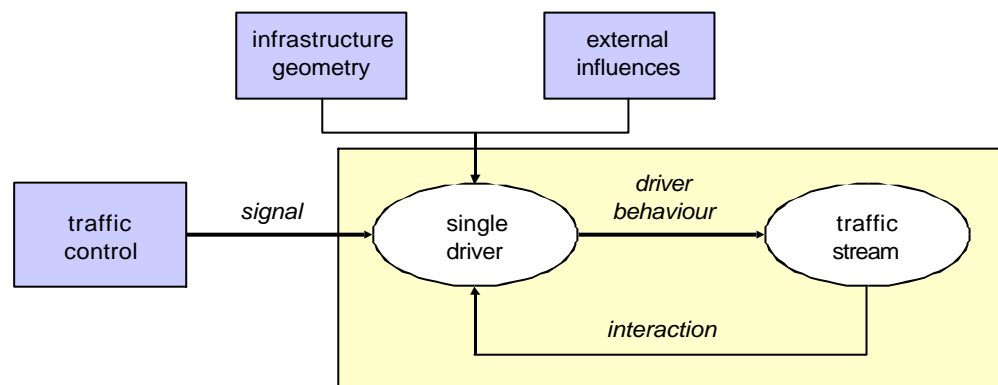 infrastructure
geometry
external
influences
traffic
control
signal
single
driver
driver
behaviour
traffic
stream
interaction